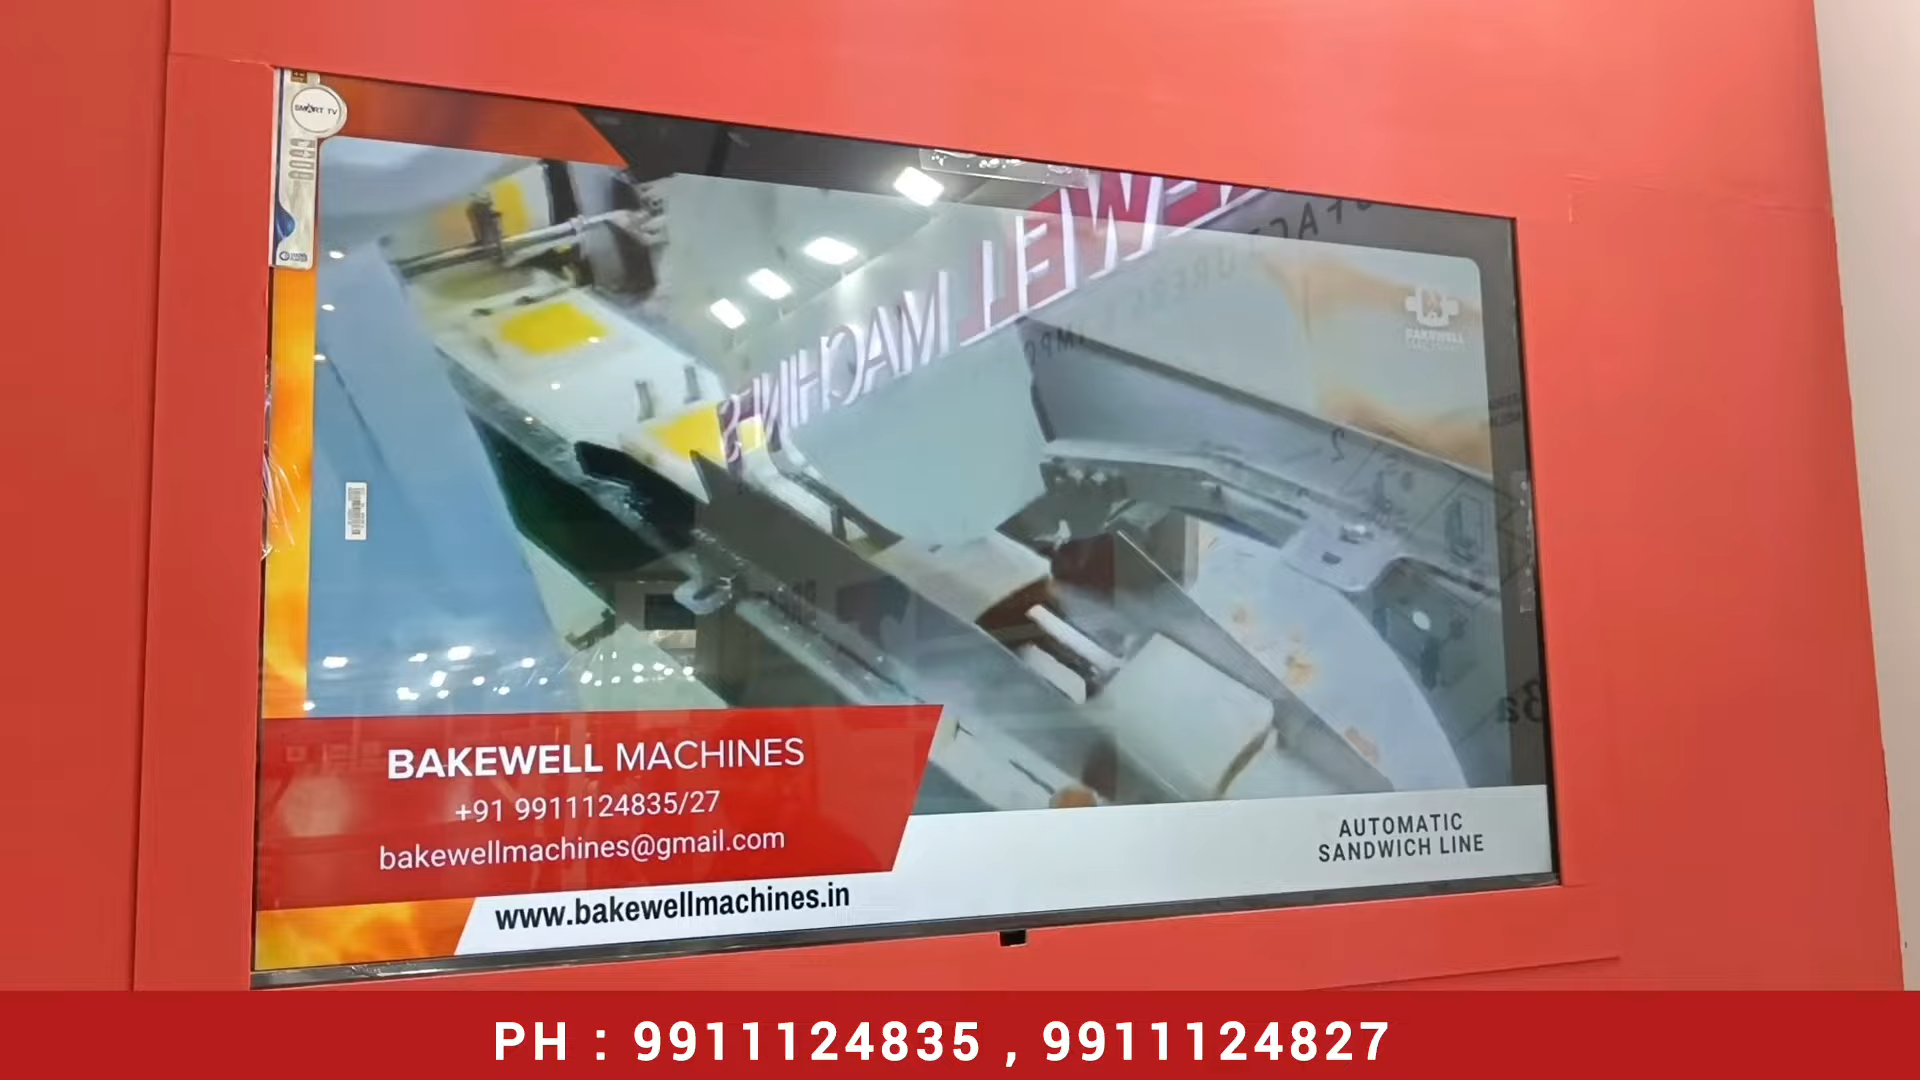 SMART TV
BAKEWELL
BAKEWELL MACHINES
+91 9911124835/27
bakewellmachines@gmail.com
www.bakewellmachines.in
AUTOMATIC
SANDWICH LINE
PH : 9911124835 , 9911124827